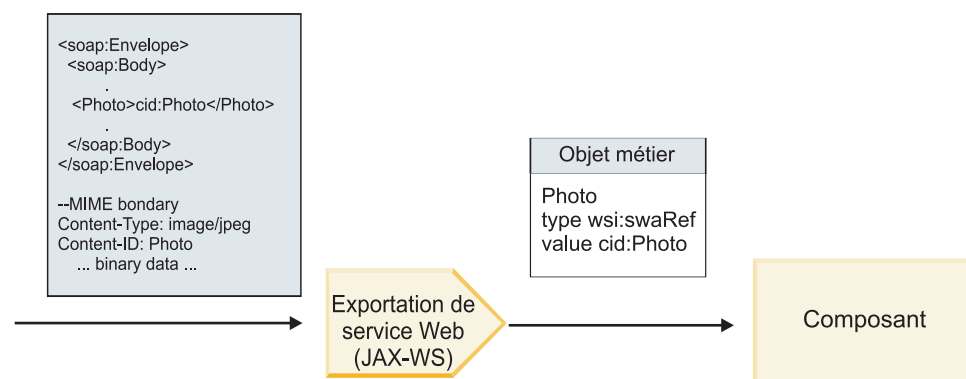 <soap:Envelope>
<soap:Body>
.
<Photo>cid:Photo</Photo>
.
</soap:Body>
</soap:Envelope>
--MIME bondary
Content-Type: image/jpeg
Content-ID: Photo
... binary data ...
Exportation de
service Web
(JAX-WS)
Objet métier
Photo
type wsi:swaRef
value cid:Photo
Composant